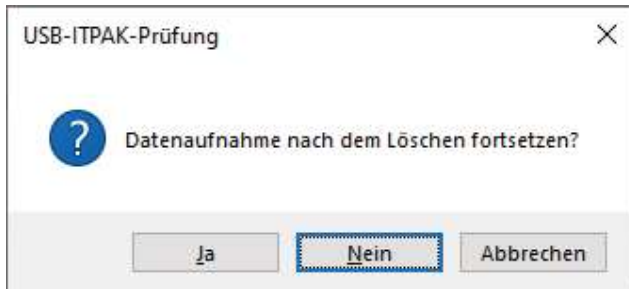 USB-ITPAK-Prüfung
Datenaufnahme nach dem Löschen fortsetzen?
Ja
Nein
Abbrechen